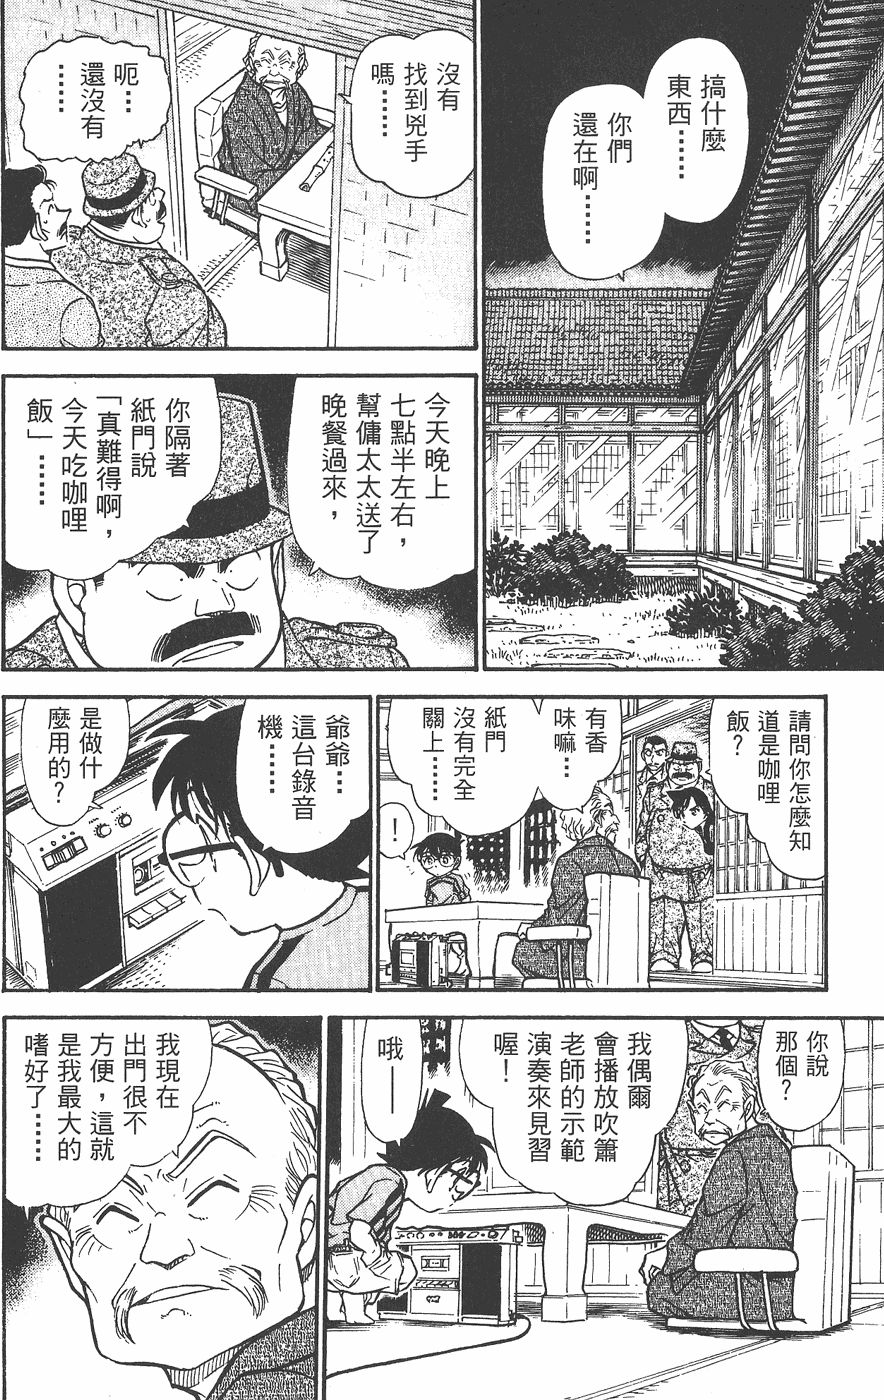 搞什麼
東西……
你們
還在啊……
沒有
找到兇手
嗎……
呃…
還沒有
……
今天晚上
七點半左右，
幫傭太太送了
晚餐過來，
你隔著
紙門說
「真難得啊，
今天吃咖哩
飯」……
請問你怎麼知
道是咖哩
飯？
有香
味嘛…
紙門
沒有完全
關上……
！
爺爺…
這台錄音
機…
是做什
麼用的？
你說
那個？
我偶爾
會播放吹簫
老師的示範
演奏來見習
喔！
哦—
我現在
出門很不
方便，這就
是我最大的
嗜好了……